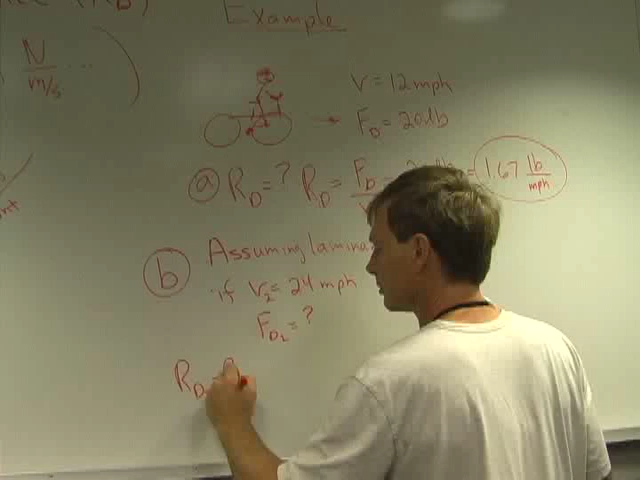 Example
N
m/s ...
V = 12 mph
F_D = 20 lb
a R_D = ? R_D = F_D = = 1.67 lb/mph
b Assuming
if V_2 = 24 mph
F_D2 = ?
R_D =